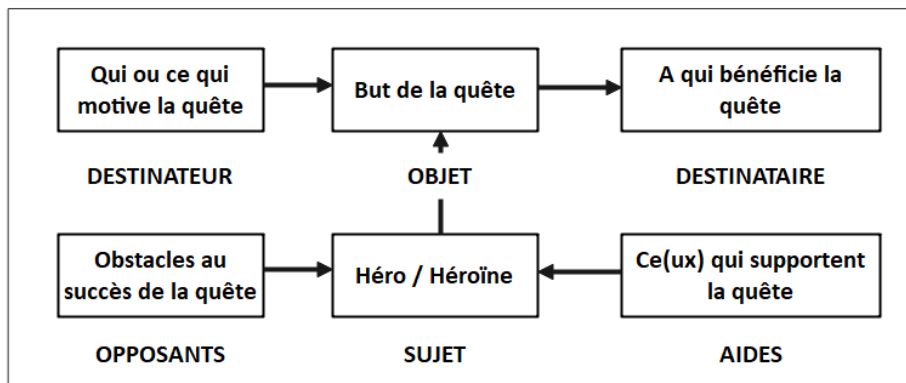 Qui ou ce qui
motive la quête
But de la quête
A qui bénéficie la
quête
DESTINATEUR
OBJET
DESTINATAIRE
Obstacles au
succès de la quête
Héro / Héroïne
Ce(ux) qui supportent
la quête
OPPOSANTS
SUJET
AIDES